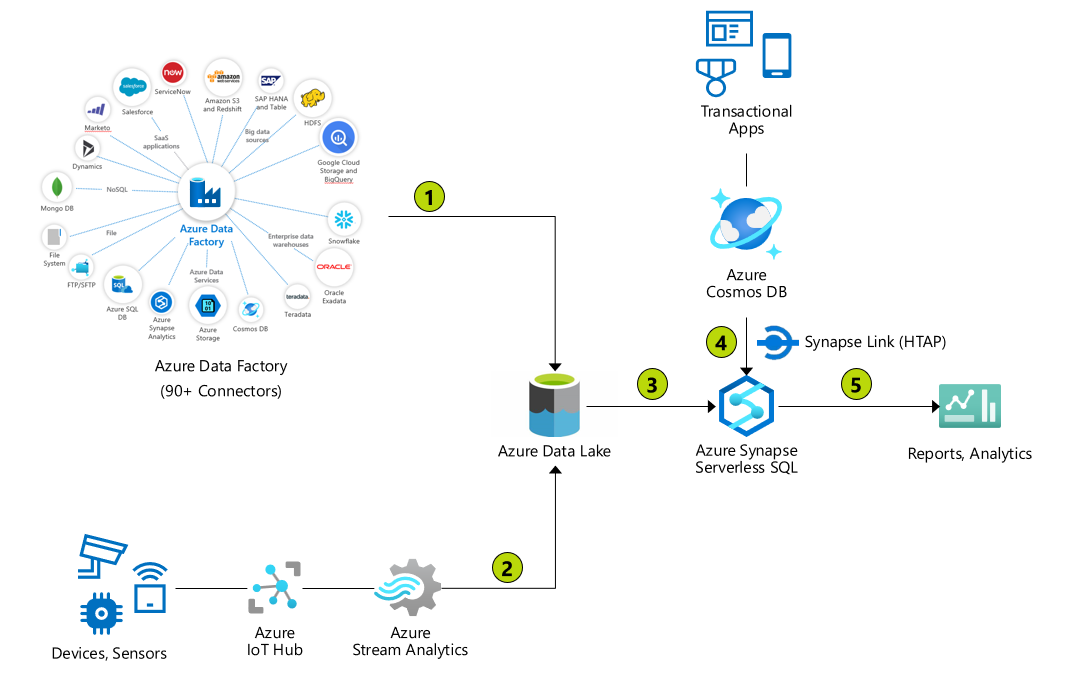 now
ServiceNow
salesforce
Salesforce
amazon
web services
Amazon S3
and Redshift
SAP
SAP HANA
and Table
HDFS
Marketo
SaaS
applications
Big data
sources
Google Cloud
Storage and
BigQuery
Dynamics
NoSQL
Mongo DB
Azure Data
Factory
Snowflake
File
File
System
Enterprise data
warehouses
FTP/SFTP
ORACLE
Oracle
Exadata
Azure Data
Services
SQL
Azure SQL
DB
Azure
Synapse
Analytics
10
01
Azure
Storage
Cosmos DB
teradata.
Teradata
Azure Data Factory
(90+ Connectors)
1
Transactional
Apps
Azure
Cosmos DB
4
Synapse Link (HTAP)
3
5
Azure Data Lake
Azure Synapse
Serverless SQL
Reports, Analytics
2
Devices, Sensors
Azure
IoT Hub
Azure
Stream Analytics